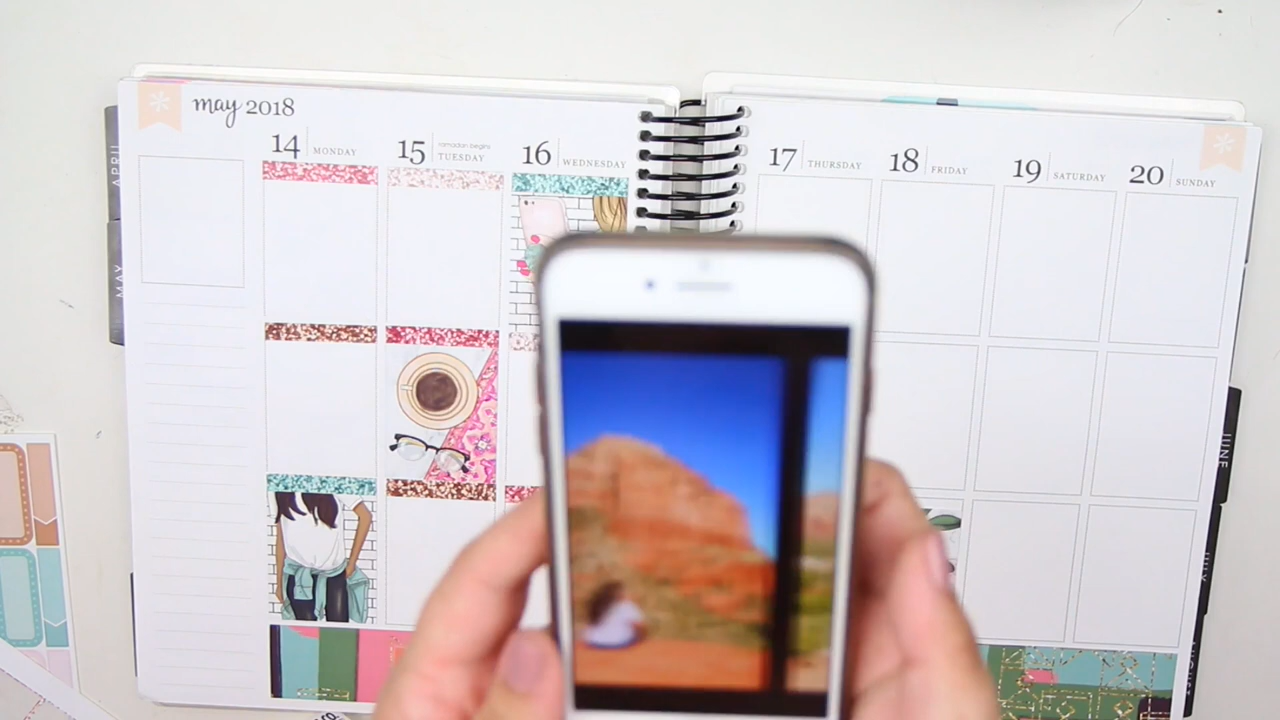 may 2018
14 MONDAY
15 ramadan begins TUESDAY
16 WEDNESDAY
17 THURSDAY
18 FRIDAY
19 SATURDAY
20 SUNDAY
APRIL
MAY
JUNE
JULY